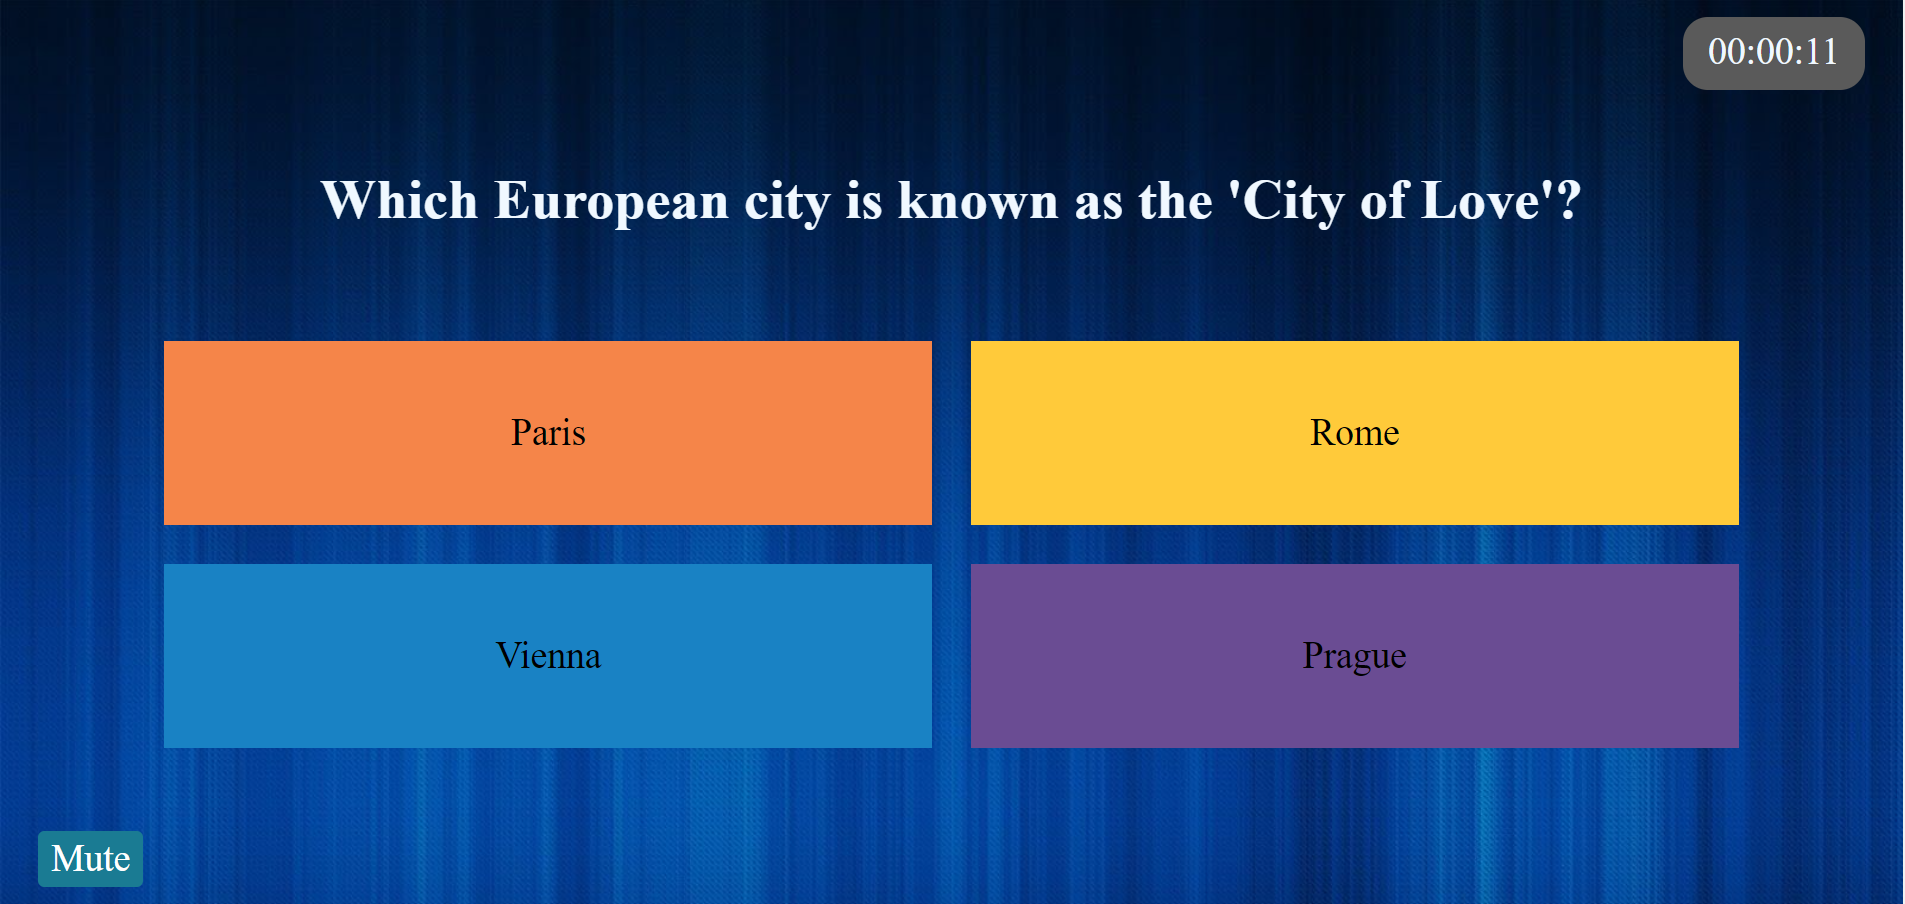 00:00:11
Which European city is known as the 'City of Love'?
Paris
Rome
Vienna
Prague
Mute